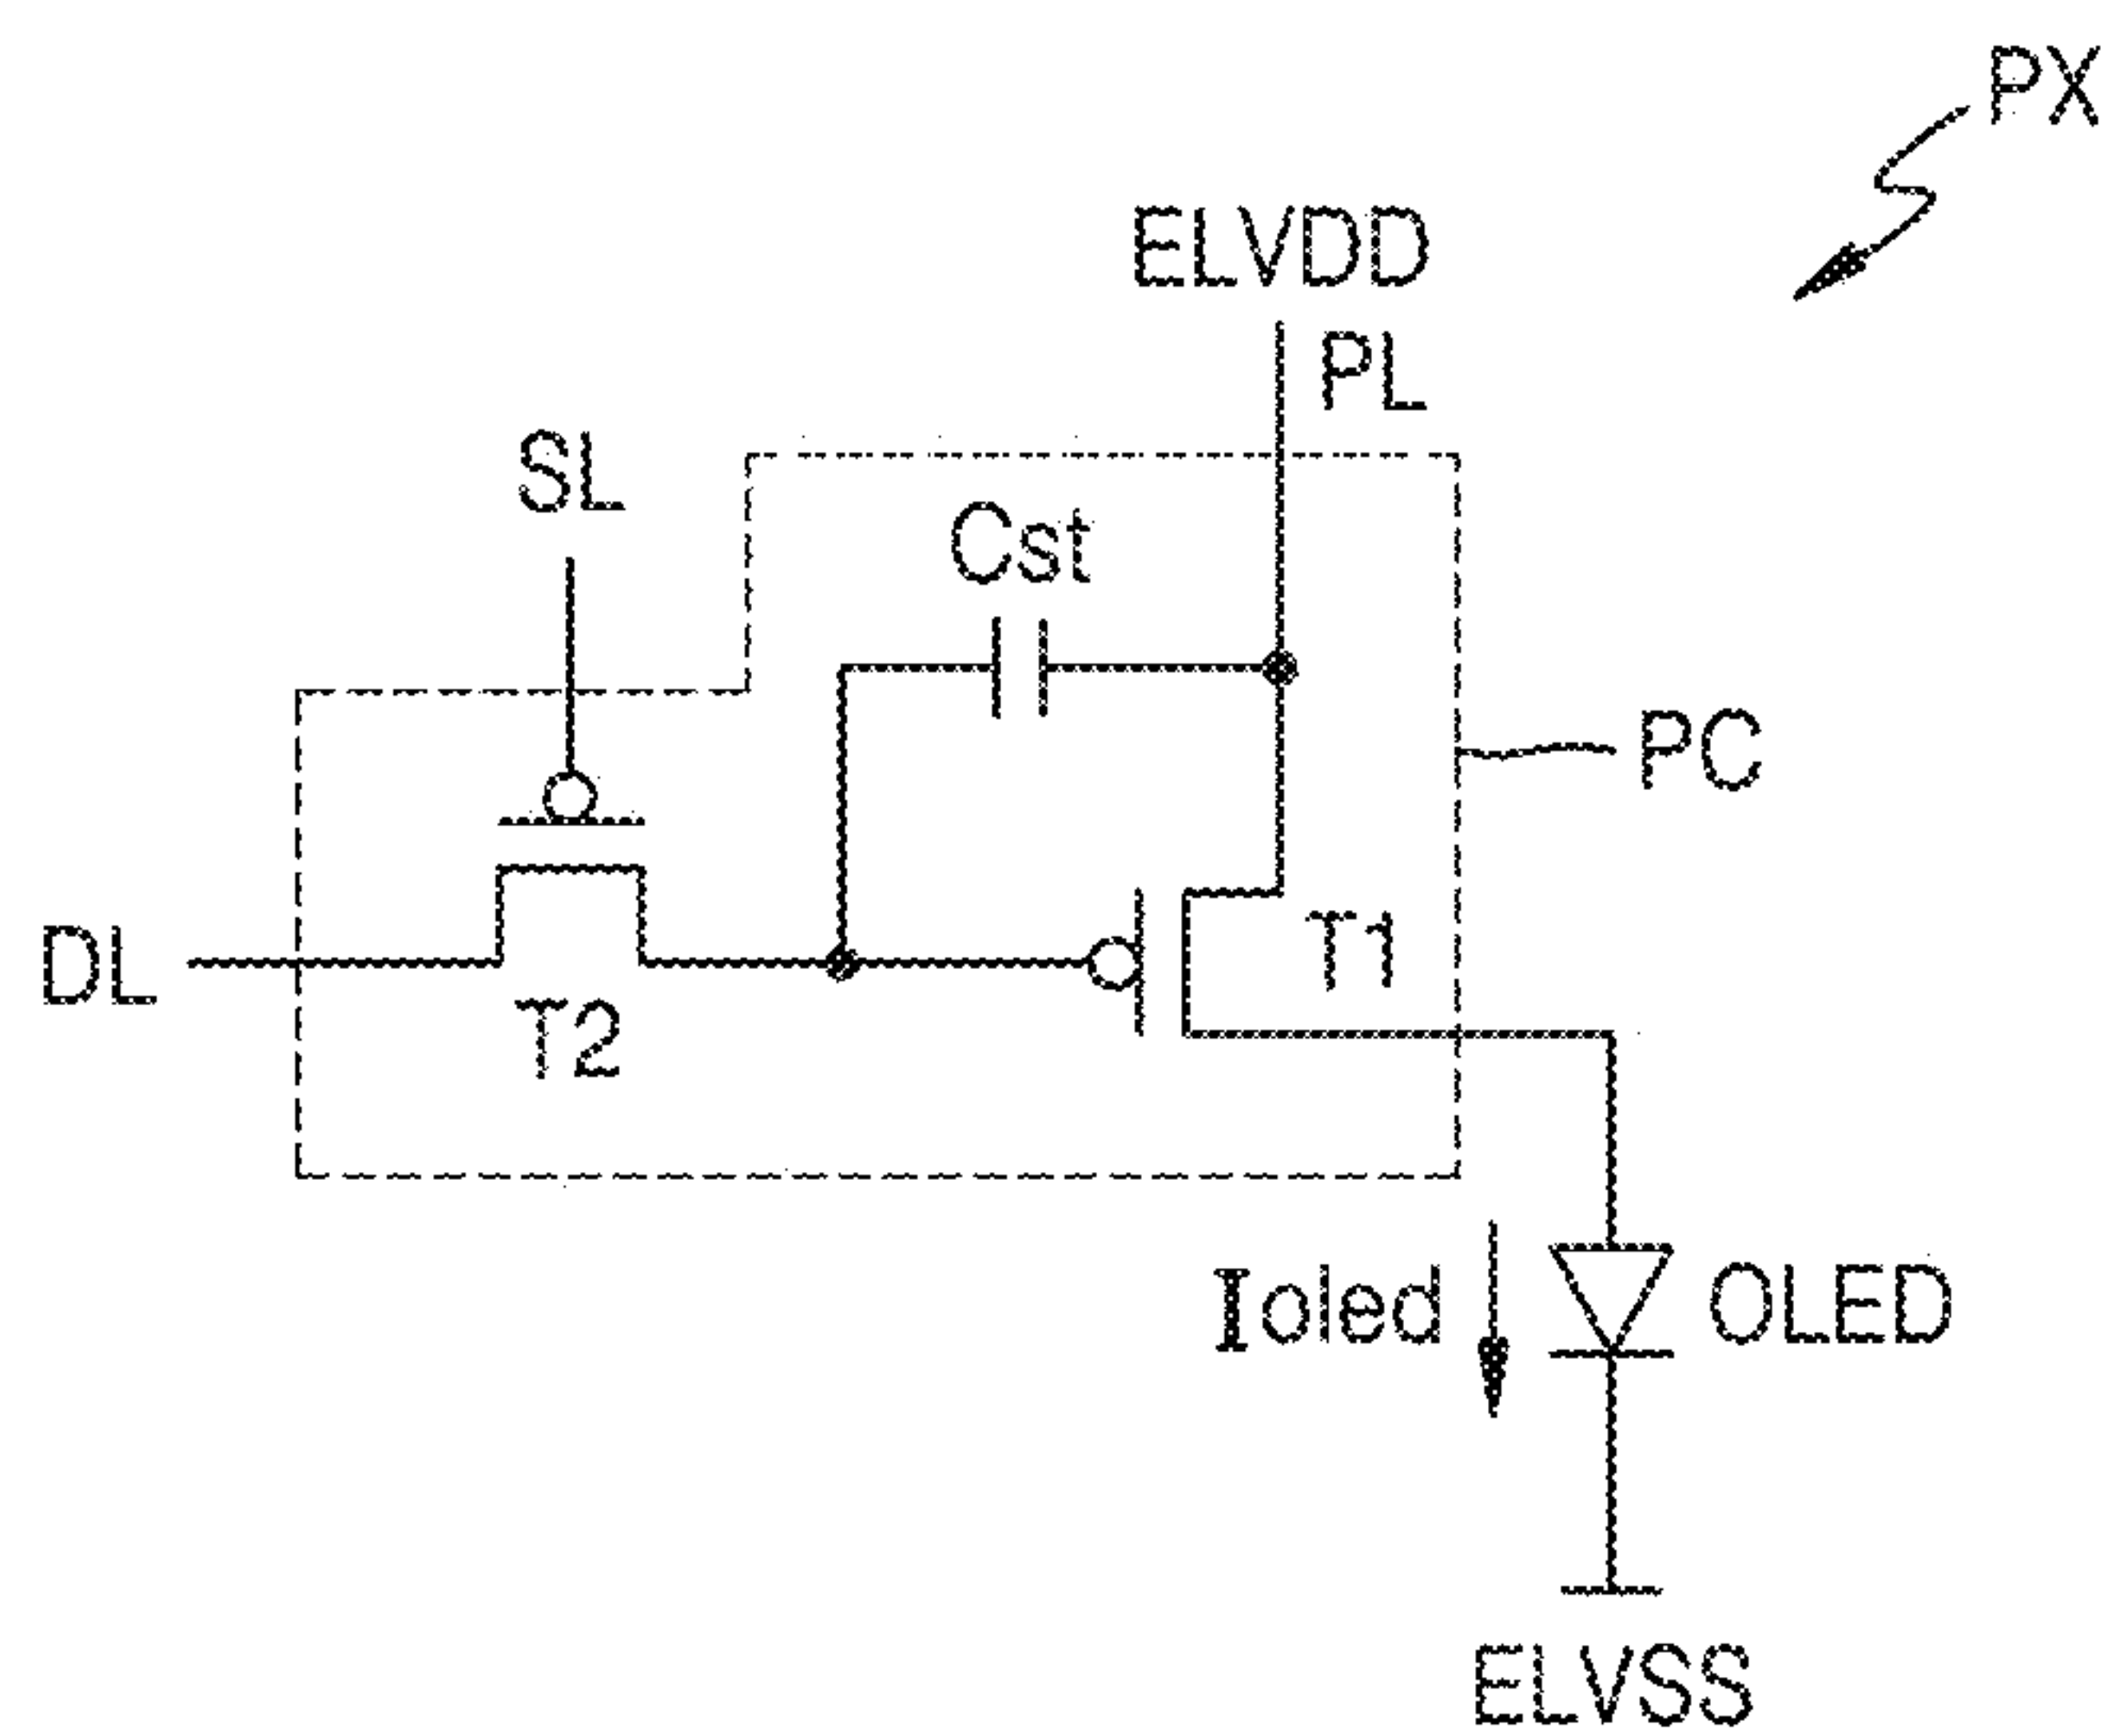 PX
ELVDD
PL
SL
Cst
PC
DL
T1
T2
Ioled
OLED
ELVSS